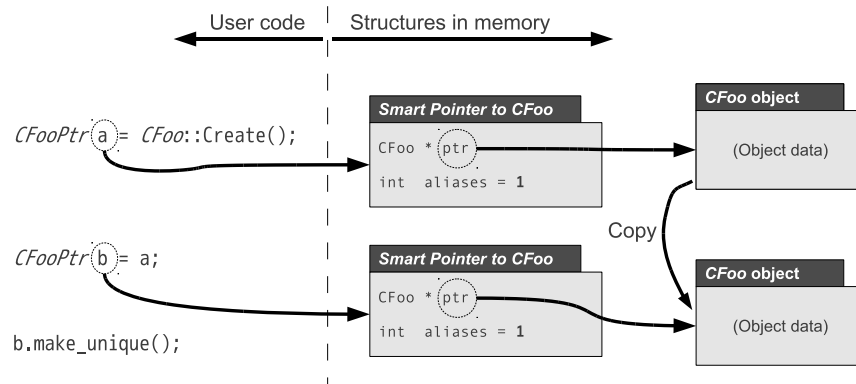 User code
Structures in memory
CFooPtr a = CFoo::Create();
Smart Pointer to CFoo
CFoo * ptr
int aliases = 1
CFoo object
(Object data)
Copy
CFooPtr b = a;
b.make_unique();
Smart Pointer to CFoo
CFoo * ptr
int aliases = 1
CFoo object
(Object data)